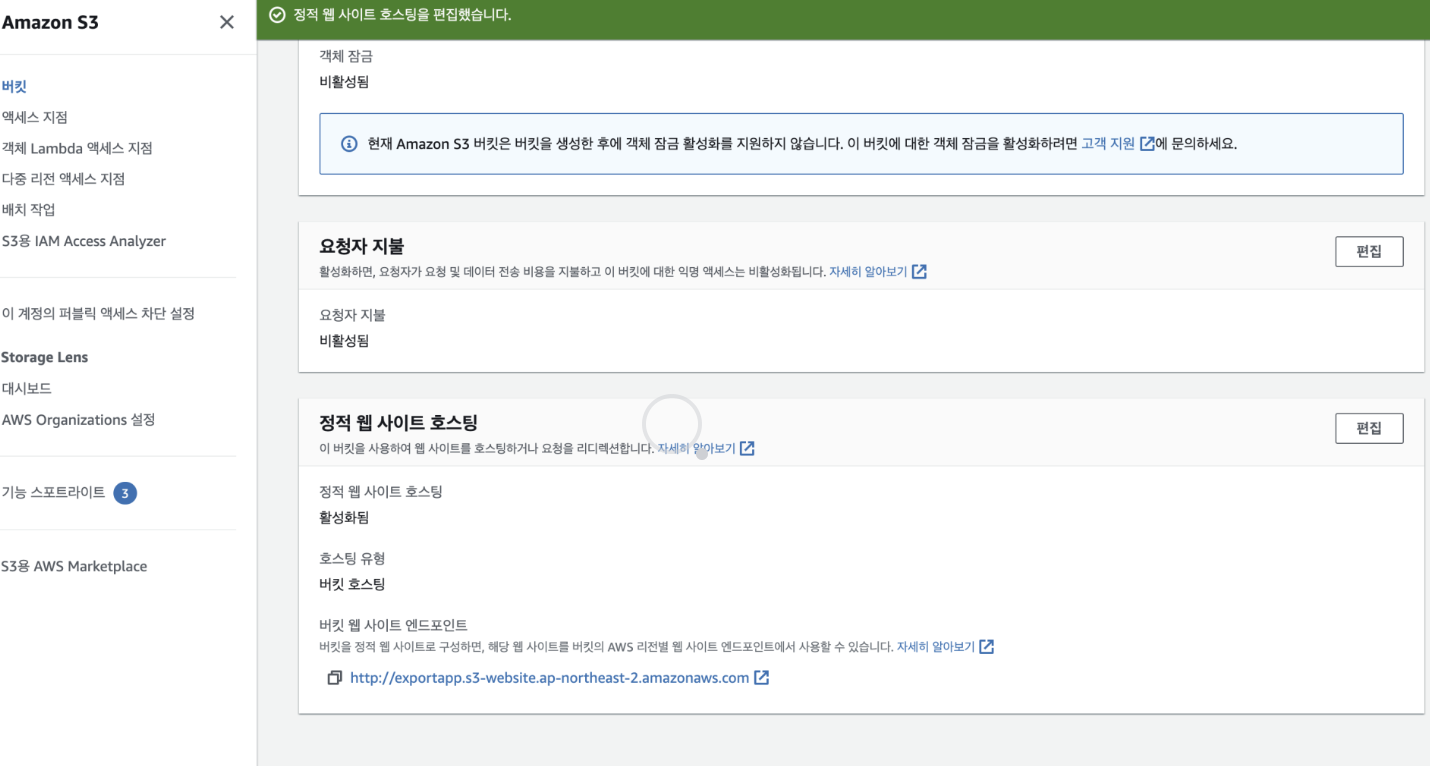 Amazon S3
정적 웹 사이트 호스팅을 편집했습니다.
버킷
액세스 지점
객체 Lambda 액세스 지점
다중 리전 액세스 지점
배치 작업
S3용 IAM Access Analyzer
이 계정의 퍼블릭 액세스 차단 설정
Storage Lens
대시보드
AWS Organizations 설정
기능 스포트라이트 3
S3용 AWS Marketplace
객체 잠금
비활성됨
현재 Amazon S3 버킷은 버킷을 생성한 후에 객체 잠금 활성화를 지원하지 않습니다. 이 버킷에 대한 객체 잠금을 활성화하려면 고객 지원에 문의하세요.
요청자 지불
편집
활성화하면, 요청자가 요청 및 데이터 전송 비용을 지불하고 이 버킷에 대한 익명 액세스는 비활성화됩니다. 자세히 알아보기
요청자 지불
비활성됨
정적 웹 사이트 호스팅
편집
이 버킷을 사용하여 웹 사이트를 호스팅하거나 요청을 리디렉션합니다. 자세히 알아보기
정적 웹 사이트 호스팅
활성화됨
호스팅 유형
버킷 호스팅
버킷 웹 사이트 엔드포인트
버킷을 정적 웹 사이트로 구성하면, 해당 웹 사이트를 버킷의 AWS 리전별 웹 사이트 엔드포인트에서 사용할 수 있습니다. 자세히 알아보기
http://exportapp.s3-website.ap-northeast-2.amazonaws.com